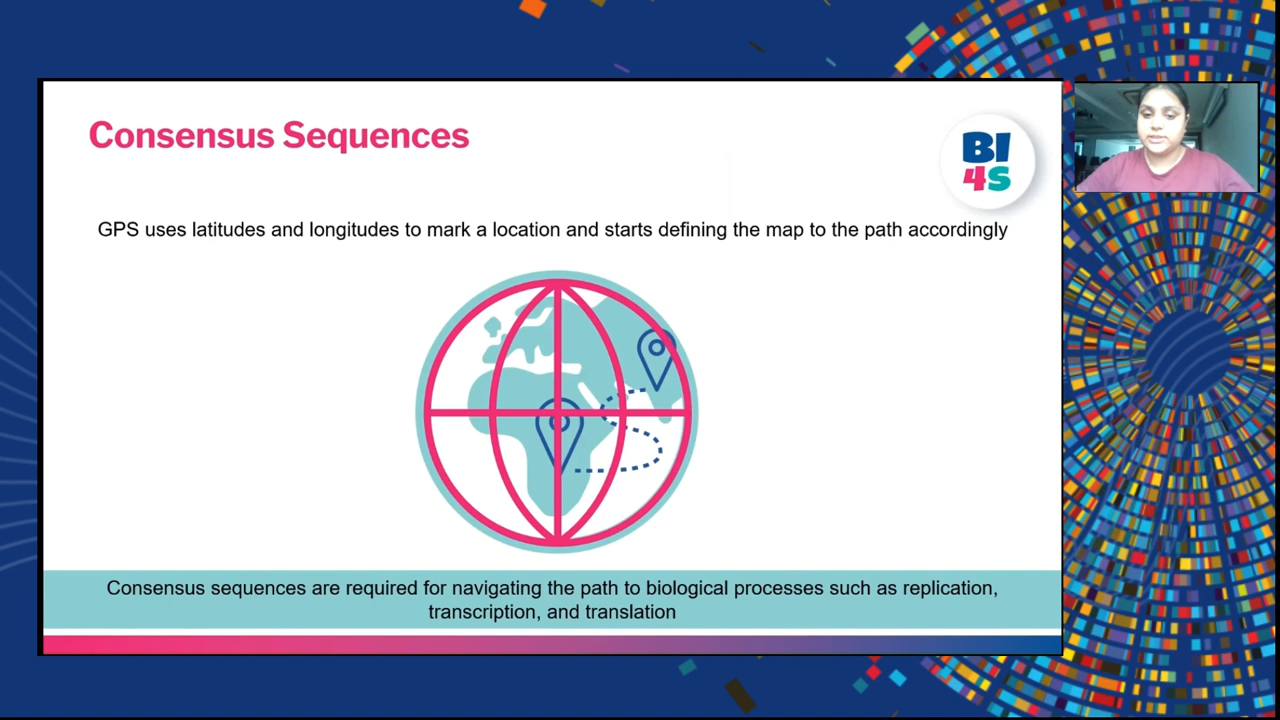 Consensus Sequences
BI
4S
GPS uses latitudes and longitudes to mark a location and starts defining the map to the path accordingly
Consensus sequences are required for navigating the path to biological processes such as replication,
transcription, and translation